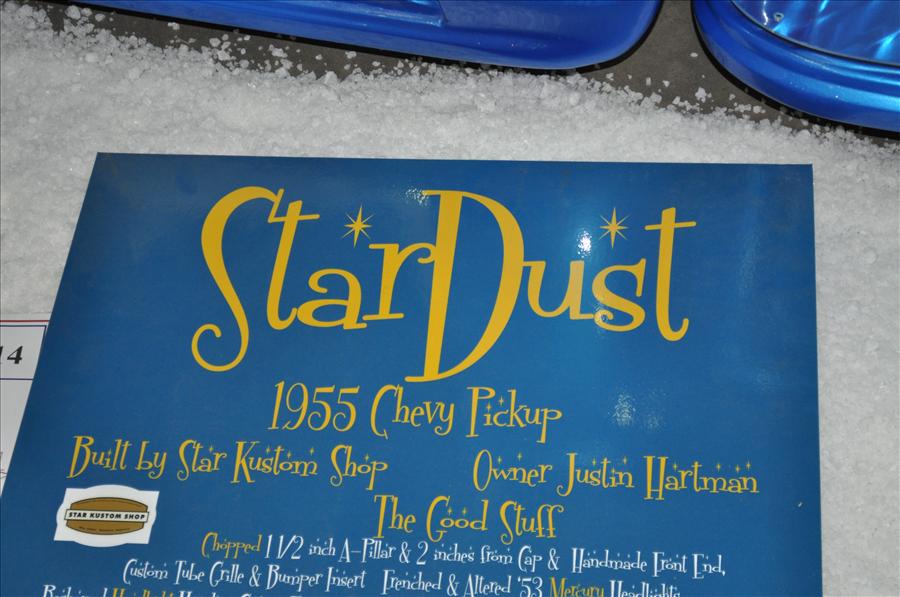 StarDust
1955 Chevy Pickup
Built by Star Kustom Shop Owner Justin Hartman
The Good Stuff
STAR KUSTOM SHOP
Chopped 1 1/2 inch A-Pillar & 2 inches from Cap & Handmade Front End,
Custom Tube Grille & Bumper Insert Frenched & Altered '53 Mercury Headlights
14